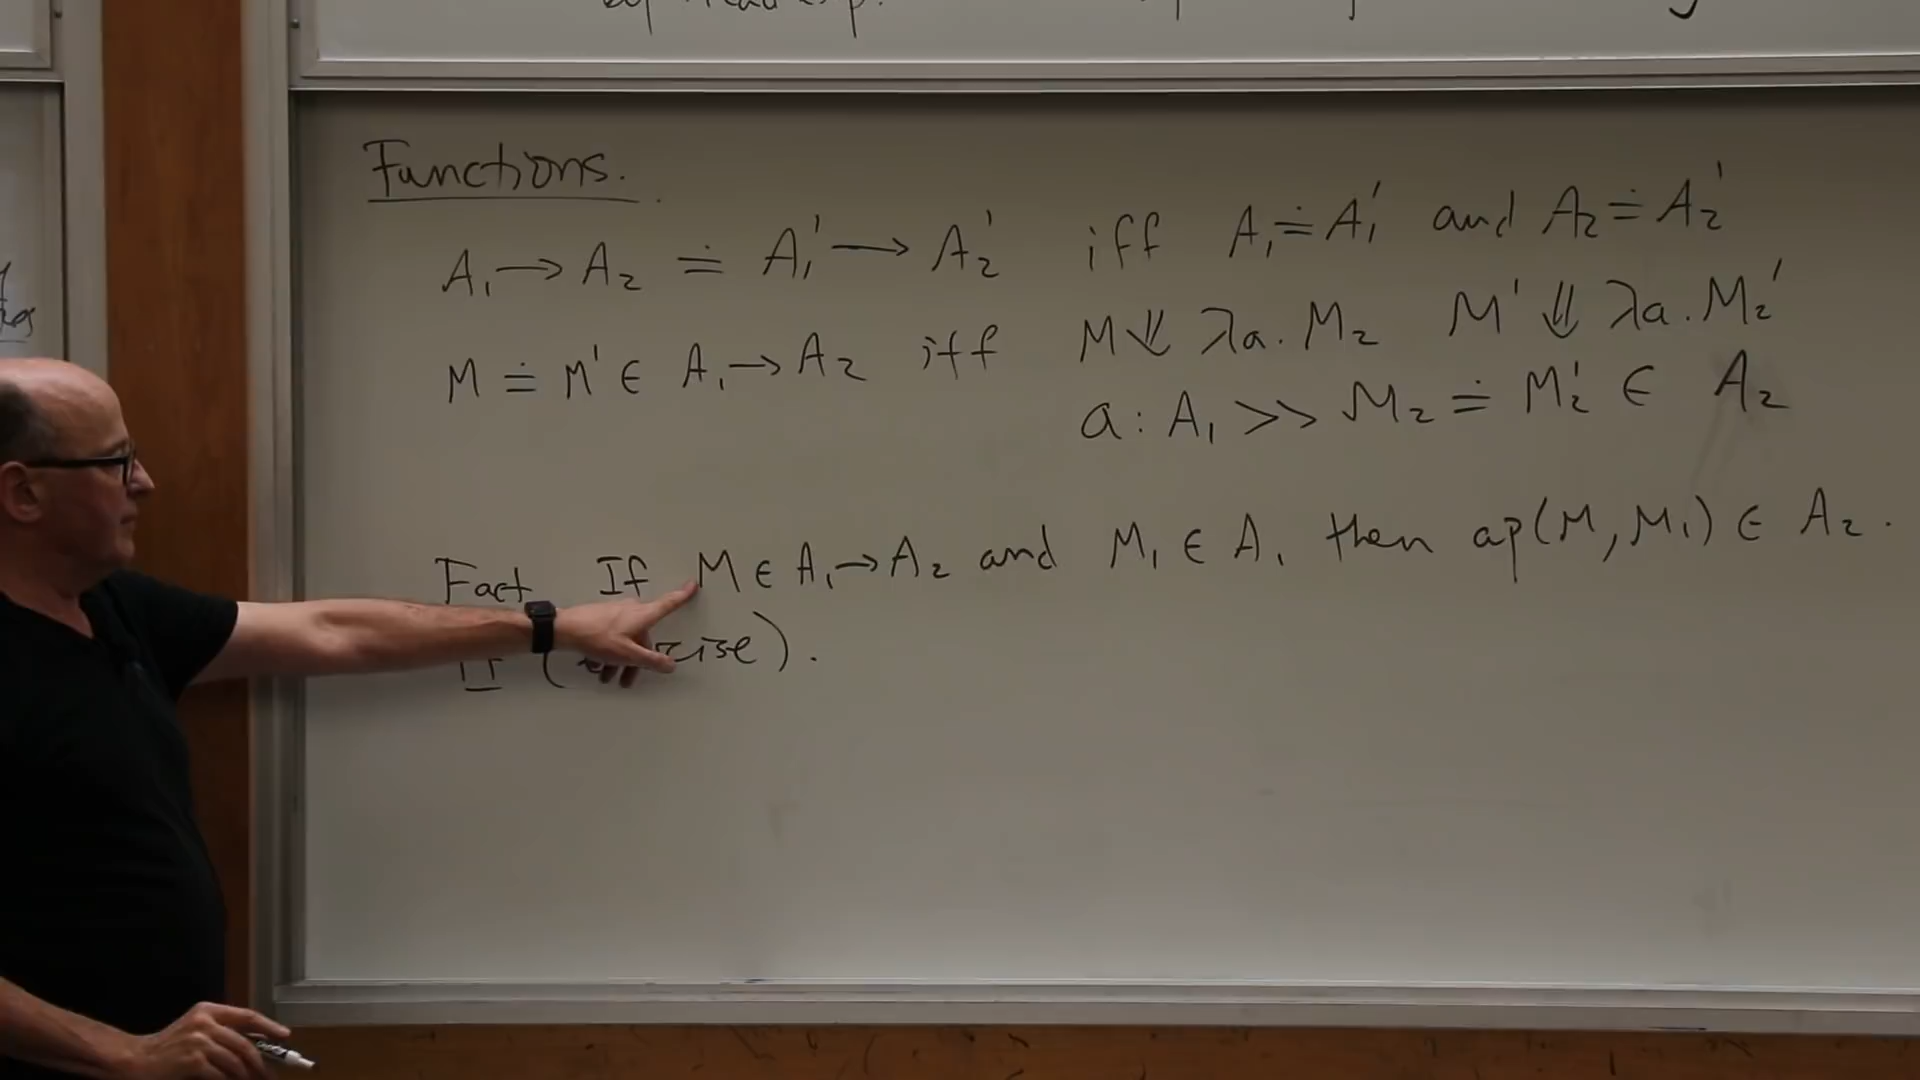 Functions.
A₁ → A₂ ≐ A₁' → A₂' iff A₁ ≐ A₁' and A₂ ≐ A₂'
M ≐ M' ∈ A₁ → A₂ iff M ⇓ λa. M₂ M' ⇓ λa. M₂'
a : A₁ >> M₂ ≐ M₂' ∈ A₂
Fact If M ∈ A₁ → A₂ and M₁ ∈ A₁ then ap(M, M₁) ∈ A₂.